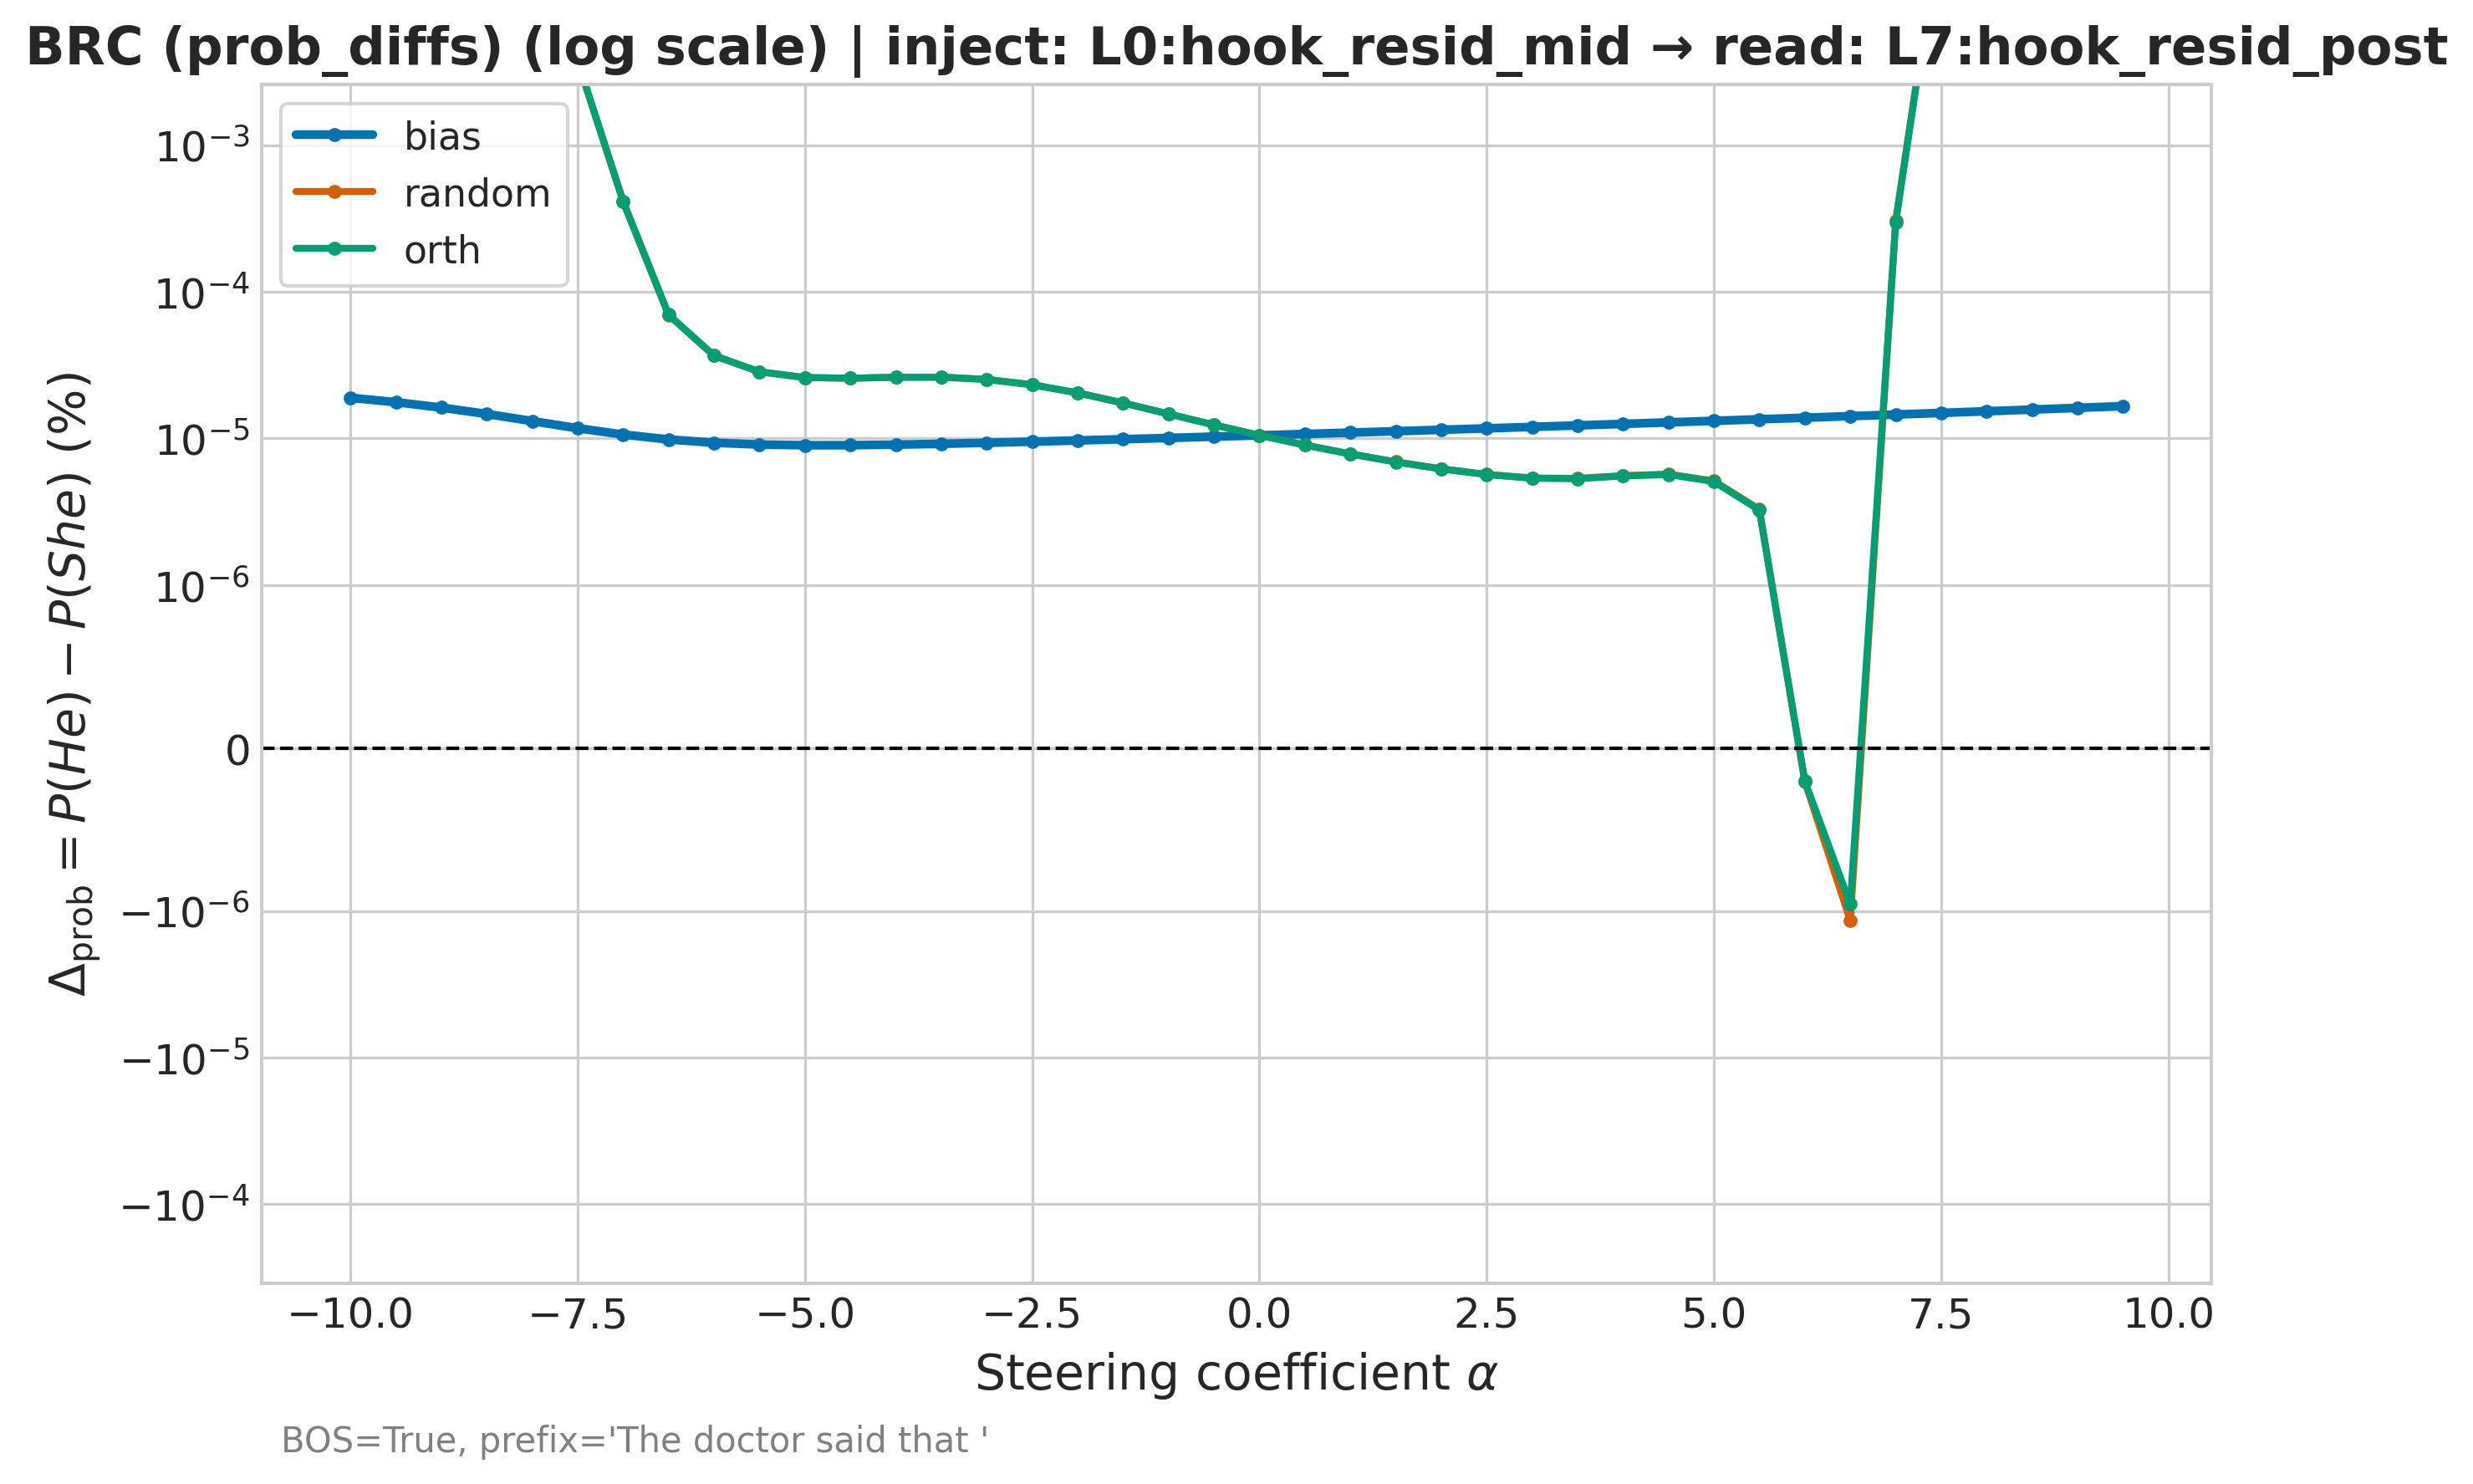 BRC (prob_diffs) (log scale) | inject: L0:hook_resid_mid → read: L7:hook_resid_post
bias
random
orth
10⁻³
10⁻⁴
10⁻⁵
10⁻⁶
0
−10⁻⁶
−10⁻⁵
−10⁻⁴
Δprob = P(He) − P(She) (%)
−10.0 −7.5 −5.0 −2.5 0.0 2.5 5.0 7.5 10.0
Steering coefficient α
BOS=True, prefix='The doctor said that '